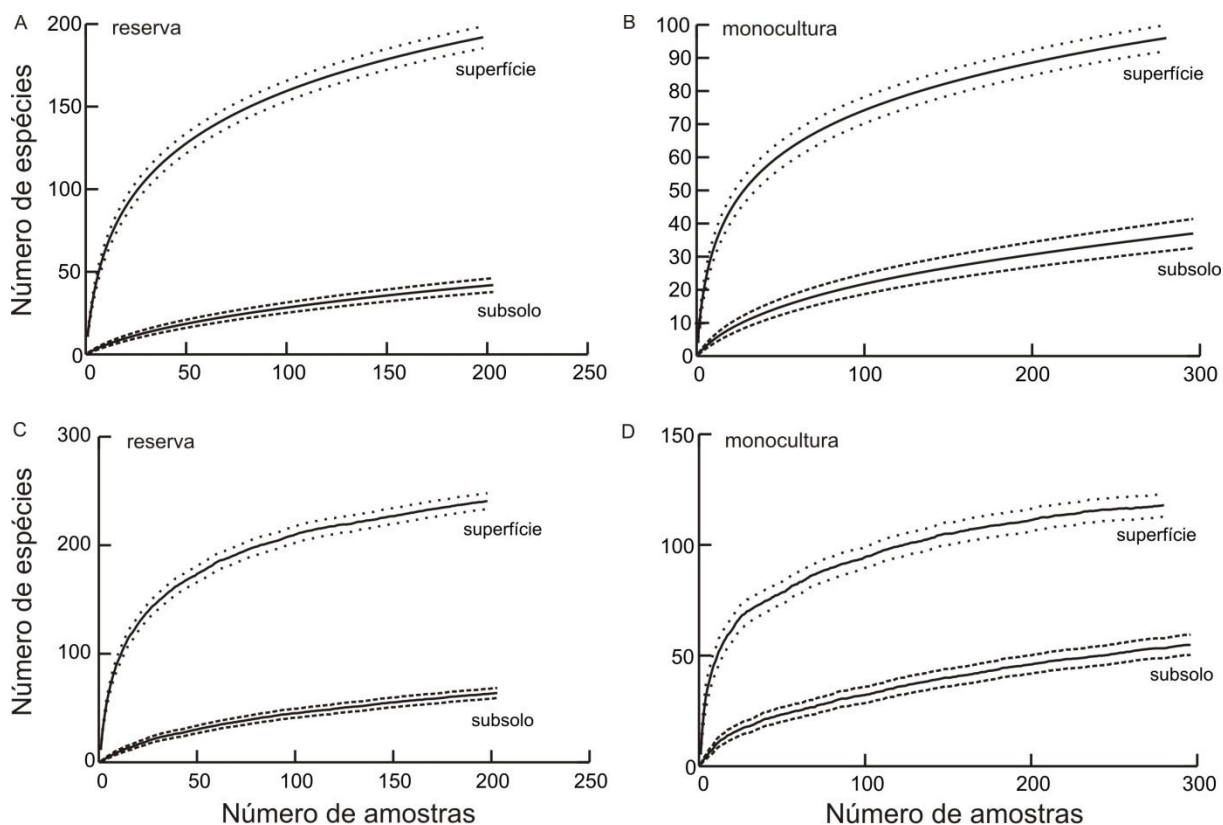 A
reserva
200
150
100
50
0
Número de espécies
superfície
subsolo
0 50 100 150 200 250
B
monocultura
100
90
80
70
60
50
40
30
20
10
0
superfície
subsolo
0 100 200 300
C
reserva
300
200
100
0
Número de espécies
superfície
subsolo
0 50 100 150 200 250
Número de amostras
D
monocultura
150
100
50
0
superfície
subsolo
0 100 200 300
Número de amostras